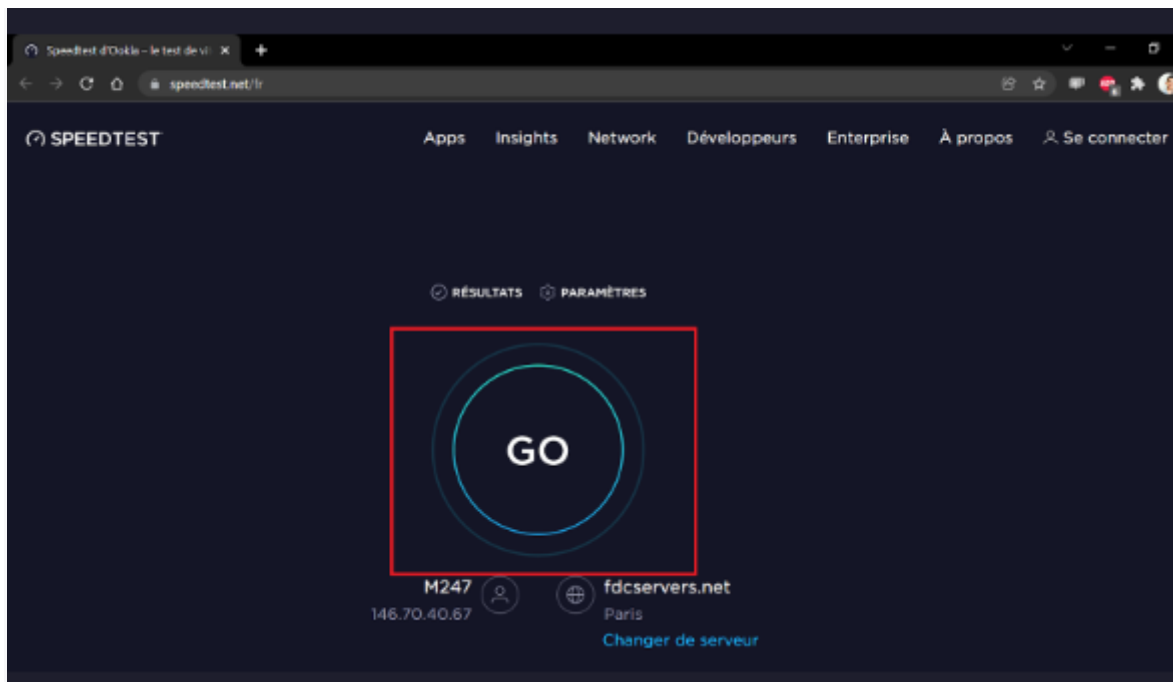 Speedtest d'Ookla – le test de vi
speedtest.net/fr
SPEEDTEST Apps Insights Network Développeurs Enterprise À propos Se connecter
RÉSULTATS PARAMÈTRES
GO
M247 fdcservers.net
146.70.40.67 Paris
Changer de serveur